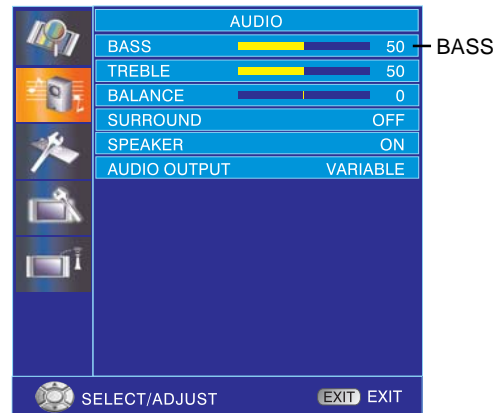 AUDIO
BASS 50 BASS
TREBLE 50
BALANCE 0
SURROUND OFF
SPEAKER ON
AUDIO OUTPUT VARIABLE
SELECT/ADJUST EXIT EXIT